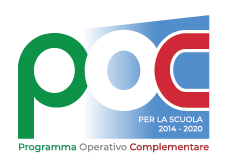 poc
PER LA SCUOLA
2014 - 2020
Programma Operativo Complementare